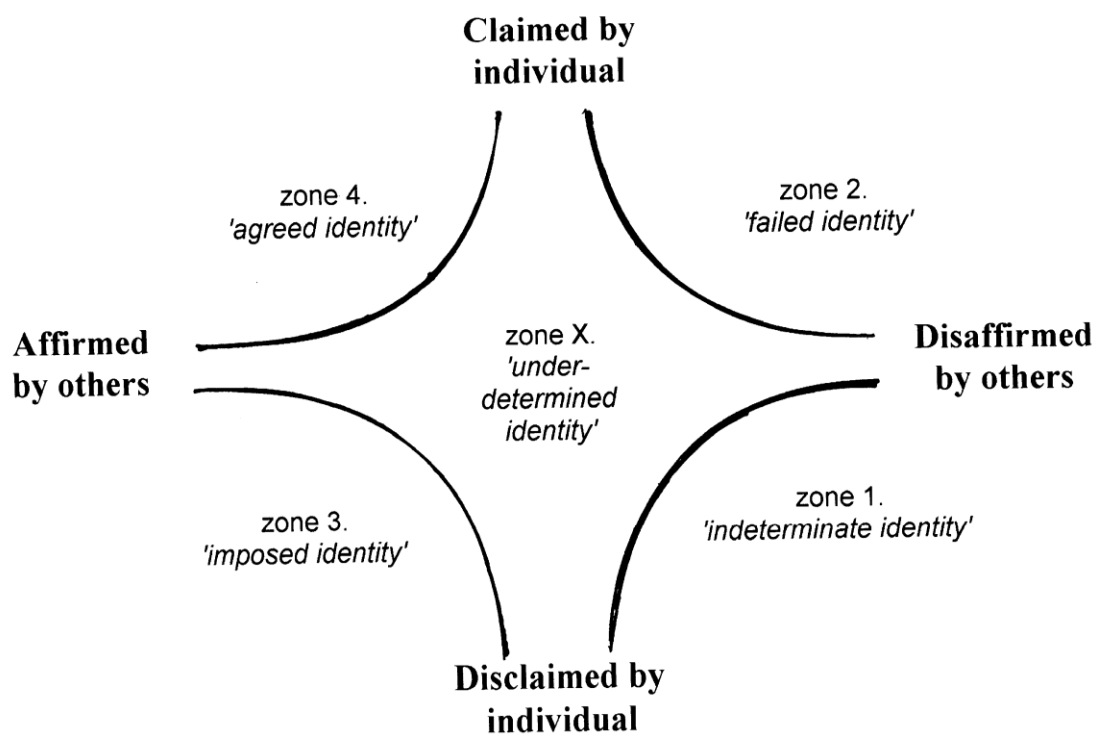 Claimed by
individual
zone 4.
'agreed identity'
zone 2.
'failed identity'
Affirmed
by others
zone X.
'under-
determined
identity'
Disaffirmed
by others
zone 3.
'imposed identity'
zone 1.
'indeterminate identity'
Disclaimed by
individual